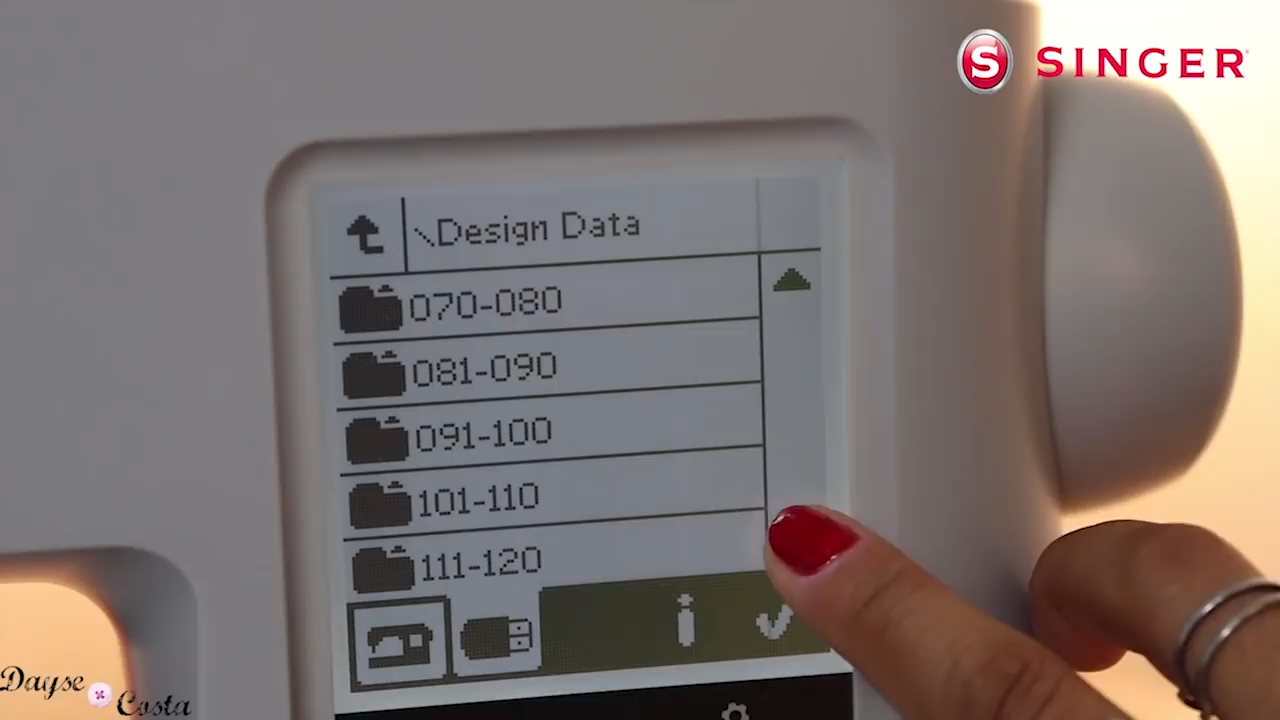 S SINGER
\Design Data
070-080
081-090
091-100
101-110
111-120
i
Dayse
Costa